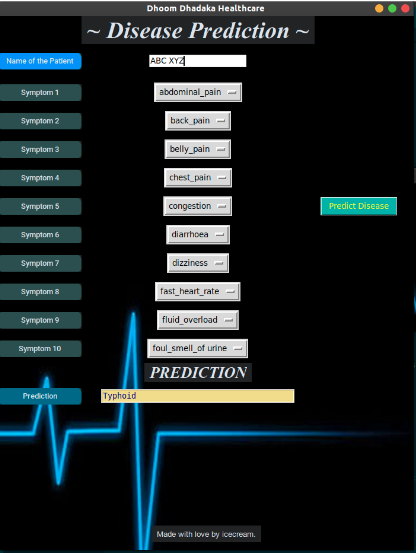 Dhoom Dhadaka Healthcare
~ Disease Prediction ~
Name of the Patient ABC XYZ
Symptom 1 abdominal_pain
Symptom 2 back_pain
Symptom 3 belly_pain
Symptom 4 chest_pain
Symptom 5 congestion Predict Disease
Symptom 6 diarrhoea
Symptom 7 dizziness
Symptom 8 fast_heart_rate
Symptom 9 fluid_overload
Symptom 10 foul_smell_of urine
PREDICTION
Prediction Typhoid
Made with love by icecream.